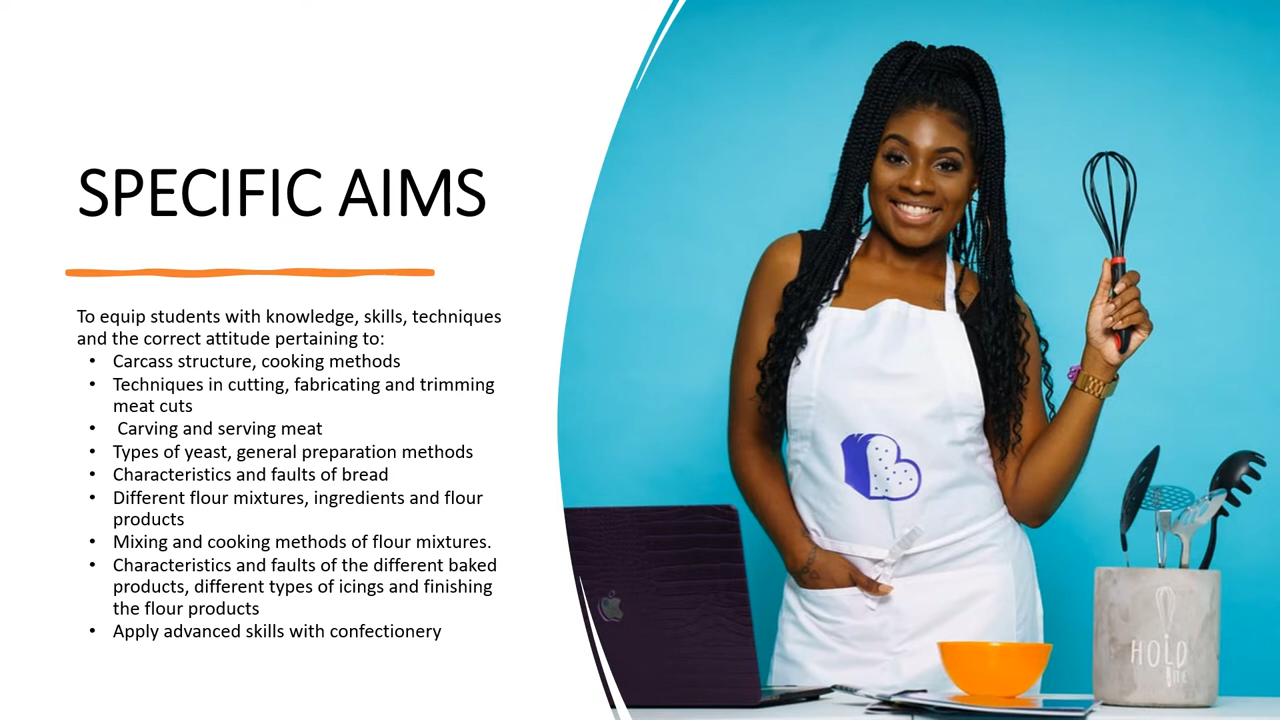 SPECIFIC AIMS
To equip students with knowledge, skills, techniques
and the correct attitude pertaining to:
• Carcass structure, cooking methods
• Techniques in cutting, fabricating and trimming
meat cuts
• Carving and serving meat
• Types of yeast, general preparation methods
• Characteristics and faults of bread
• Different flour mixtures, ingredients and flour
products
• Mixing and cooking methods of flour mixtures.
• Characteristics and faults of the different baked
products, different types of icings and finishing
the flour products
• Apply advanced skills with confectionery
HOLD
ME